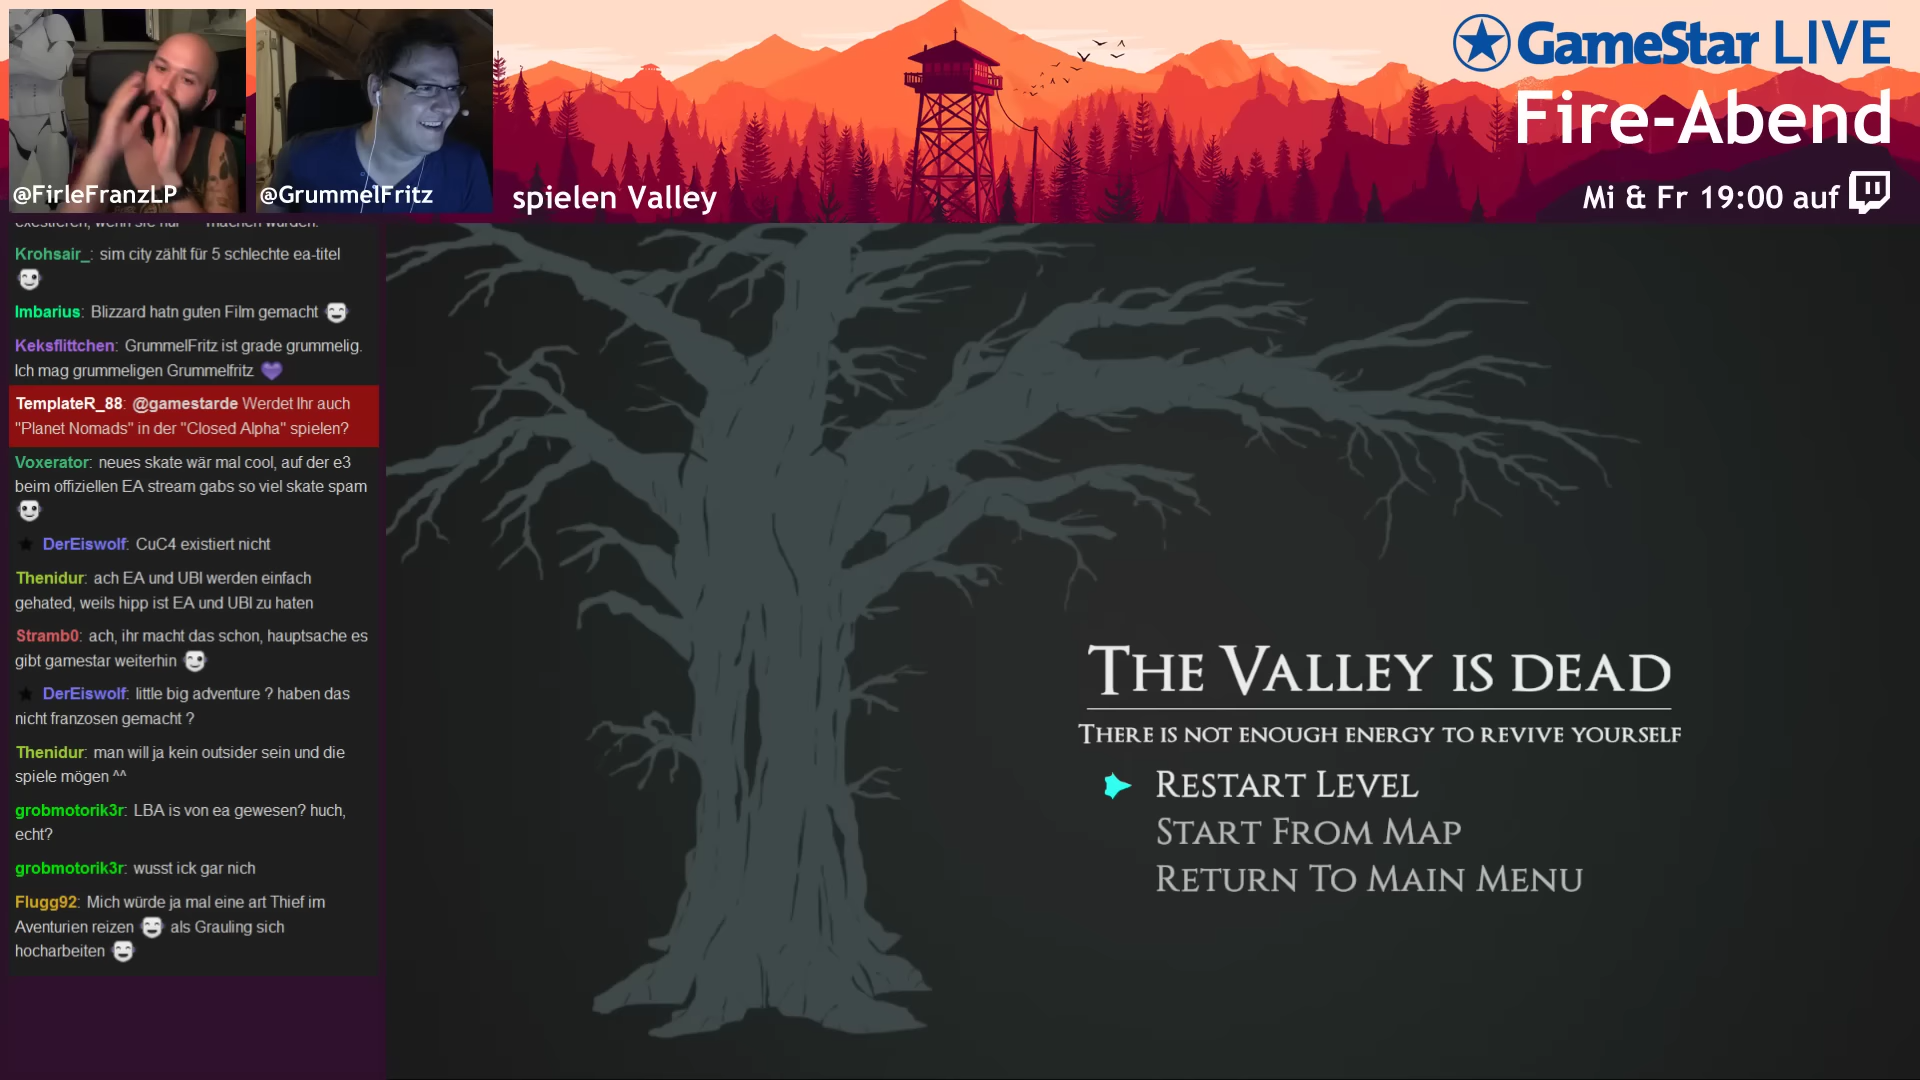 GameStar LIVE
Fire-Abend
Mi & Fr 19:00 auf
@FirleFranzLP
@GrummelFritz
spielen Valley
Krohsair_: sim city zählt für 5 schlechte ea-titel
Imbarius: Blizzard hatn guten Film gemacht
Keksflittchen: GrummelFritz ist grade grummelig.
Ich mag grummeligen Grummelfritz
TemplateR_88: @gamestarde Werdet Ihr auch
"Planet Nomads" in der "Closed Alpha" spielen?
Voxerator: neues skate wär mal cool, auf der e3
beim offiziellen EA stream gabs so viel skate spam
DerEiswolf: CuC4 existiert nicht
Thenidur: ach EA und UBI werden einfach
gehated, weils hipp ist EA und UBI zu haten
Stramb0: ach, ihr macht das schon, hauptsache es
gibt gamestar weiterhin
DerEiswolf: little big adventure ? haben das
nicht franzosen gemacht ?
Thenidur: man will ja kein outsider sein und die
spiele mögen ^^
grobmotorik3r: LBA is von ea gewesen? huch,
echt?
grobmotorik3r: wusst ick gar nich
Flugg92: Mich würde ja mal eine art Thief im
Aventurien reizen als Grauling sich
hocharbeiten
THE VALLEY IS DEAD
THERE IS NOT ENOUGH ENERGY TO REVIVE YOURSELF
RESTART LEVEL
START FROM MAP
RETURN TO MAIN MENU